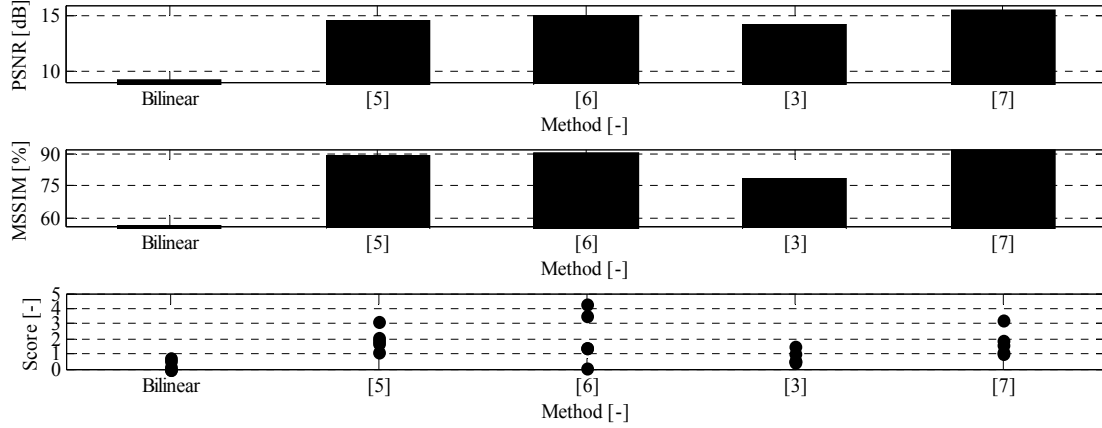 PSNR [dB]
15
10
Bilinear [5] [6] [3] [7]
Method [-]
MSSIM [%]
90
75
60
Bilinear [5] [6] [3] [7]
Method [-]
Score [-]
5
4
3
2
1
0
Bilinear [5] [6] [3] [7]
Method [-]